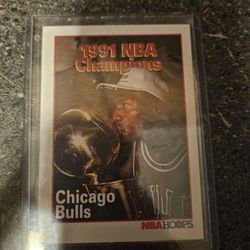 1991 NBA
Champions
Chicago
Bulls
NBA HOOPS